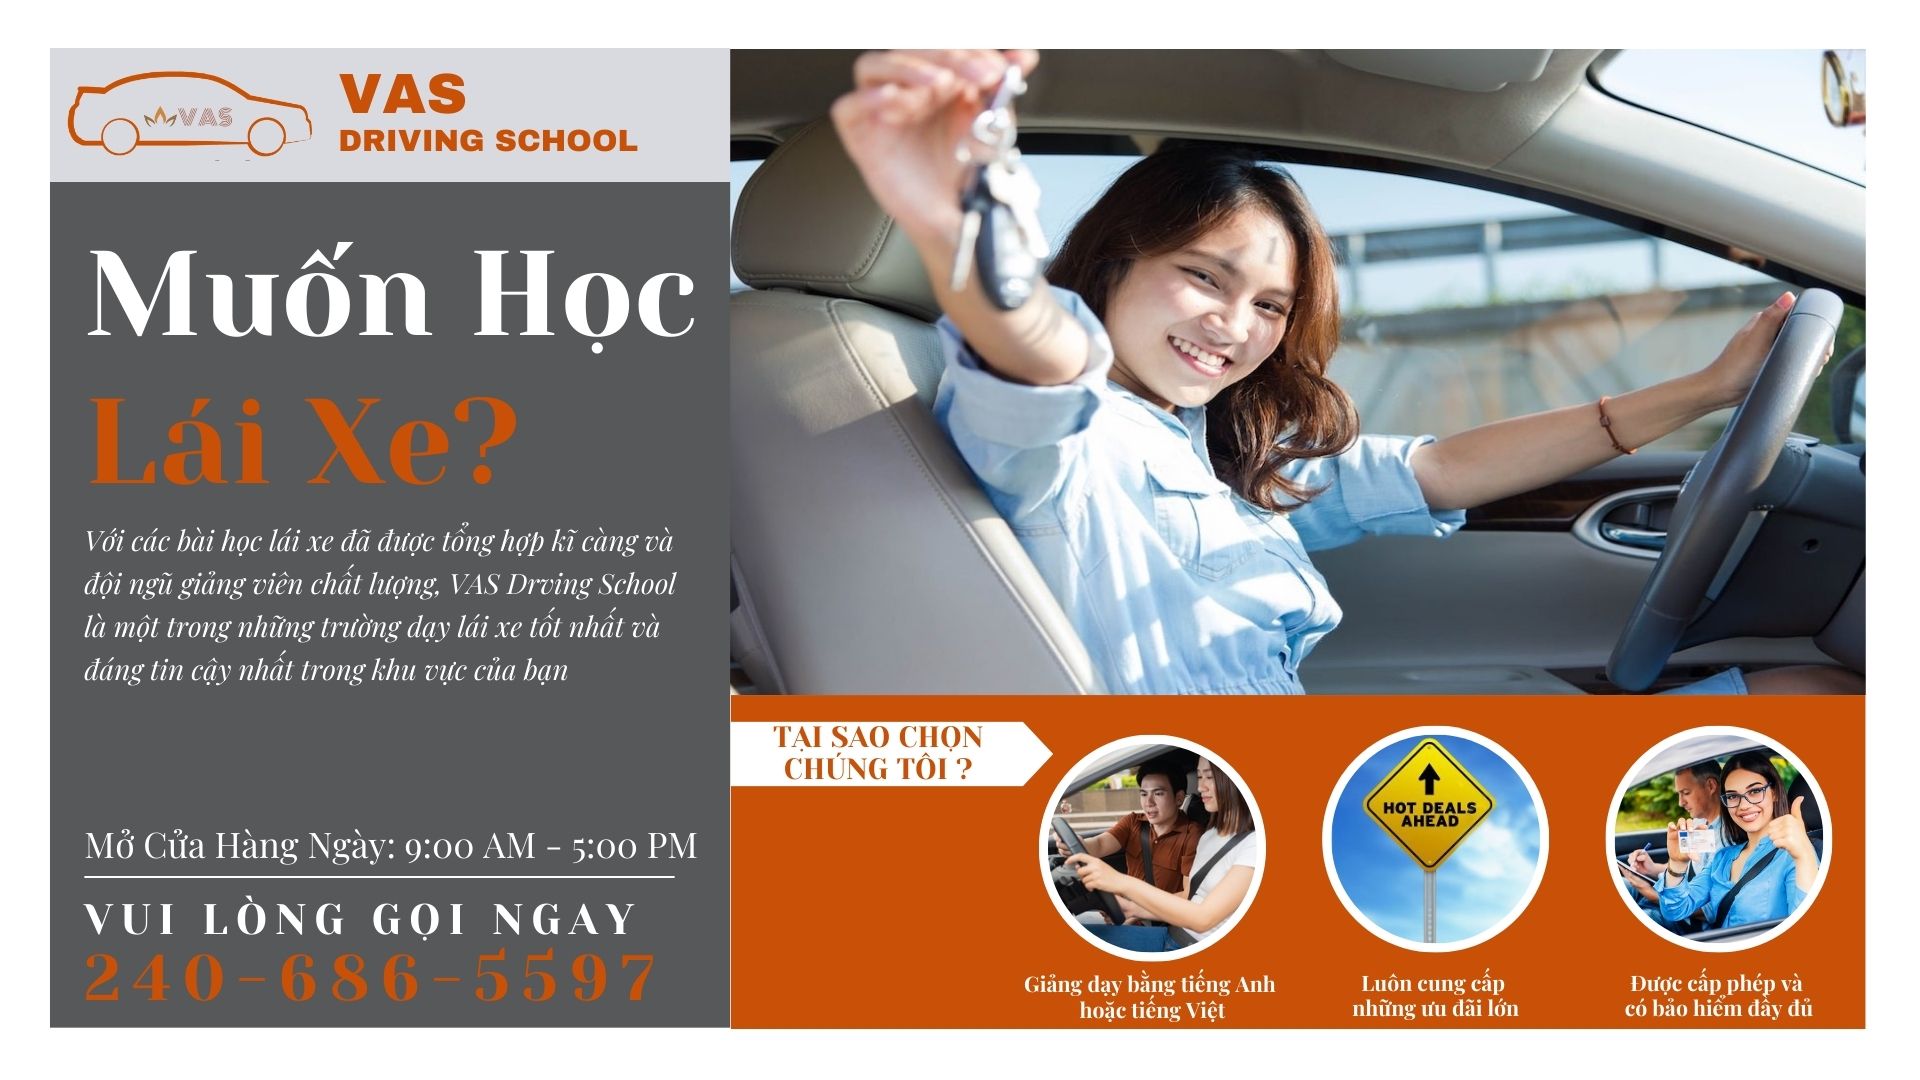 VAS
VAS
DRIVING SCHOOL
Muốn Học
Lái Xe?
Với các bài học lái xe đã được tổng hợp kĩ càng và
đội ngũ giảng viên chất lượng, VAS Drving School
là một trong những trường dạy lái xe tốt nhất và
đáng tin cậy nhất trong khu vực của bạn
Mở Cửa Hàng Ngày: 9:00 AM - 5:00 PM
VUI LÒNG GỌI NGAY
240-686-5597
TẠI SAO CHỌN
CHÚNG TÔI ?
Giảng dạy bằng tiếng Anh
hoặc tiếng Việt
HOT DEALS
AHEAD
Luôn cung cấp
những ưu đãi lớn
Được cấp phép và
có bảo hiểm đầy đủ